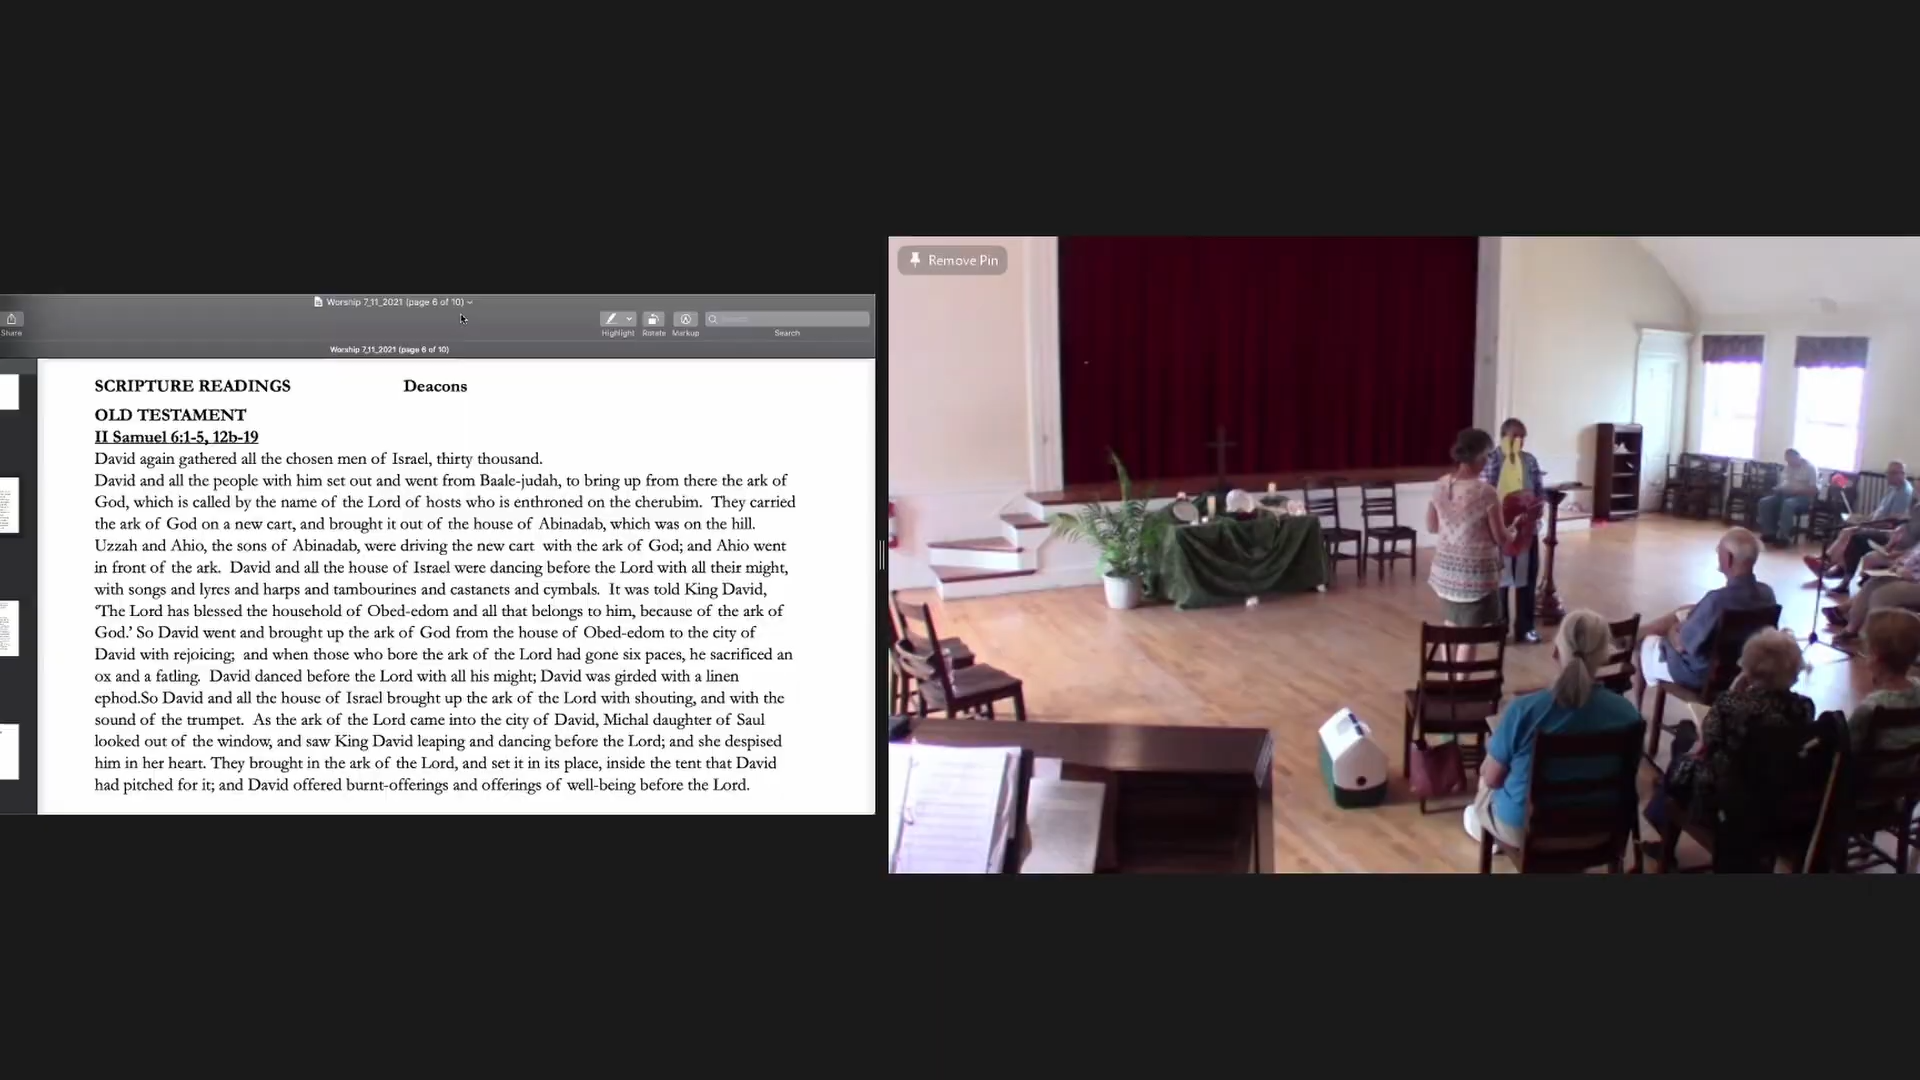 Worship 7_11_2021 (page 6 of 10)
Share
Highlight
Rotate
Markup
Search
Worship 7_11_2021 (page 6 of 10)
SCRIPTURE READINGS Deacons
OLD TESTAMENT
II Samuel 6:1-5, 12b-19
David again gathered all the chosen men of Israel, thirty thousand.
David and all the people with him set out and went from Baale-judah, to bring up from there the ark of
God, which is called by the name of the Lord of hosts who is enthroned on the cherubim. They carried
the ark of God on a new cart, and brought it out of the house of Abinadab, which was on the hill.
Uzzah and Ahio, the sons of Abinadab, were driving the new cart with the ark of God; and Ahio went
in front of the ark. David and all the house of Israel were dancing before the Lord with all their might,
with songs and lyres and harps and tambourines and castanets and cymbals. It was told King David,
‘The Lord has blessed the household of Obed-edom and all that belongs to him, because of the ark of
God.’ So David went and brought up the ark of God from the house of Obed-edom to the city of
David with rejoicing; and when those who bore the ark of the Lord had gone six paces, he sacrificed an
ox and a fatling. David danced before the Lord with all his might; David was girded with a linen
ephod.So David and all the house of Israel brought up the ark of the Lord with shouting, and with the
sound of the trumpet. As the ark of the Lord came into the city of David, Michal daughter of Saul
looked out of the window, and saw King David leaping and dancing before the Lord; and she despised
him in her heart. They brought in the ark of the Lord, and set it in its place, inside the tent that David
had pitched for it; and David offered burnt-offerings and offerings of well-being before the Lord.
Remove Pin